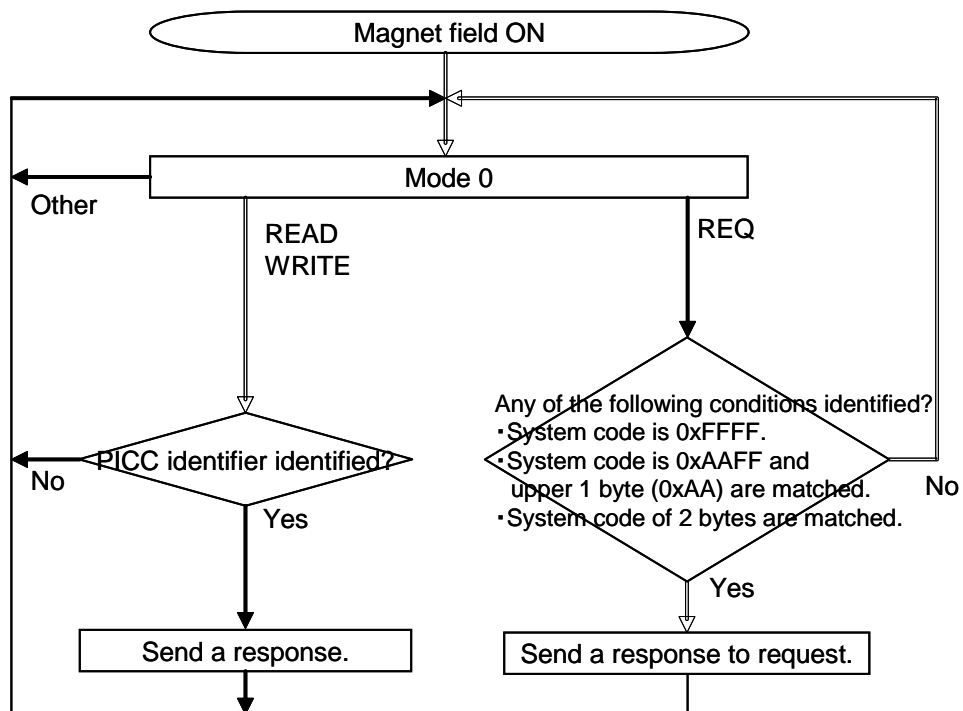 Magnet field ON
Mode 0
Other
READ
WRITE
REQ
Any of the following conditions identified?
・System code is 0xFFFF.
・System code is 0xAAFF and
upper 1 byte (0xAA) are matched.
・System code of 2 bytes are matched.
PICC identifier identified?
No
No
Yes
Yes
Send a response.
Send a response to request.